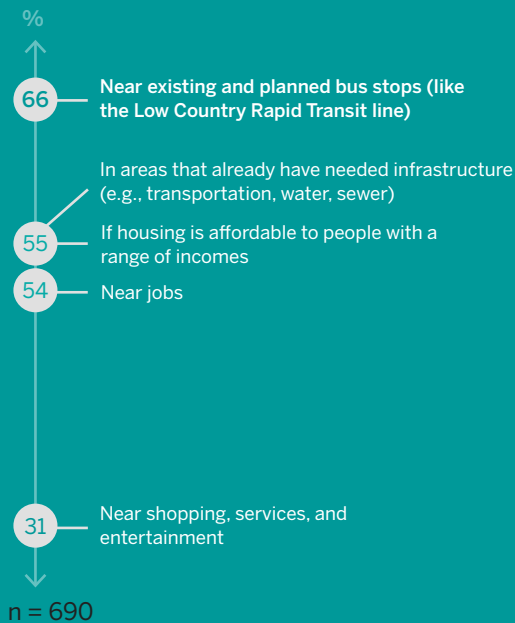 %
66
Near existing and planned bus stops (like
the Low Country Rapid Transit line)
In areas that already have needed infrastructure
(e.g., transportation, water, sewer)
55
If housing is affordable to people with a
range of incomes
54
Near jobs
31
Near shopping, services, and
entertainment
n = 690